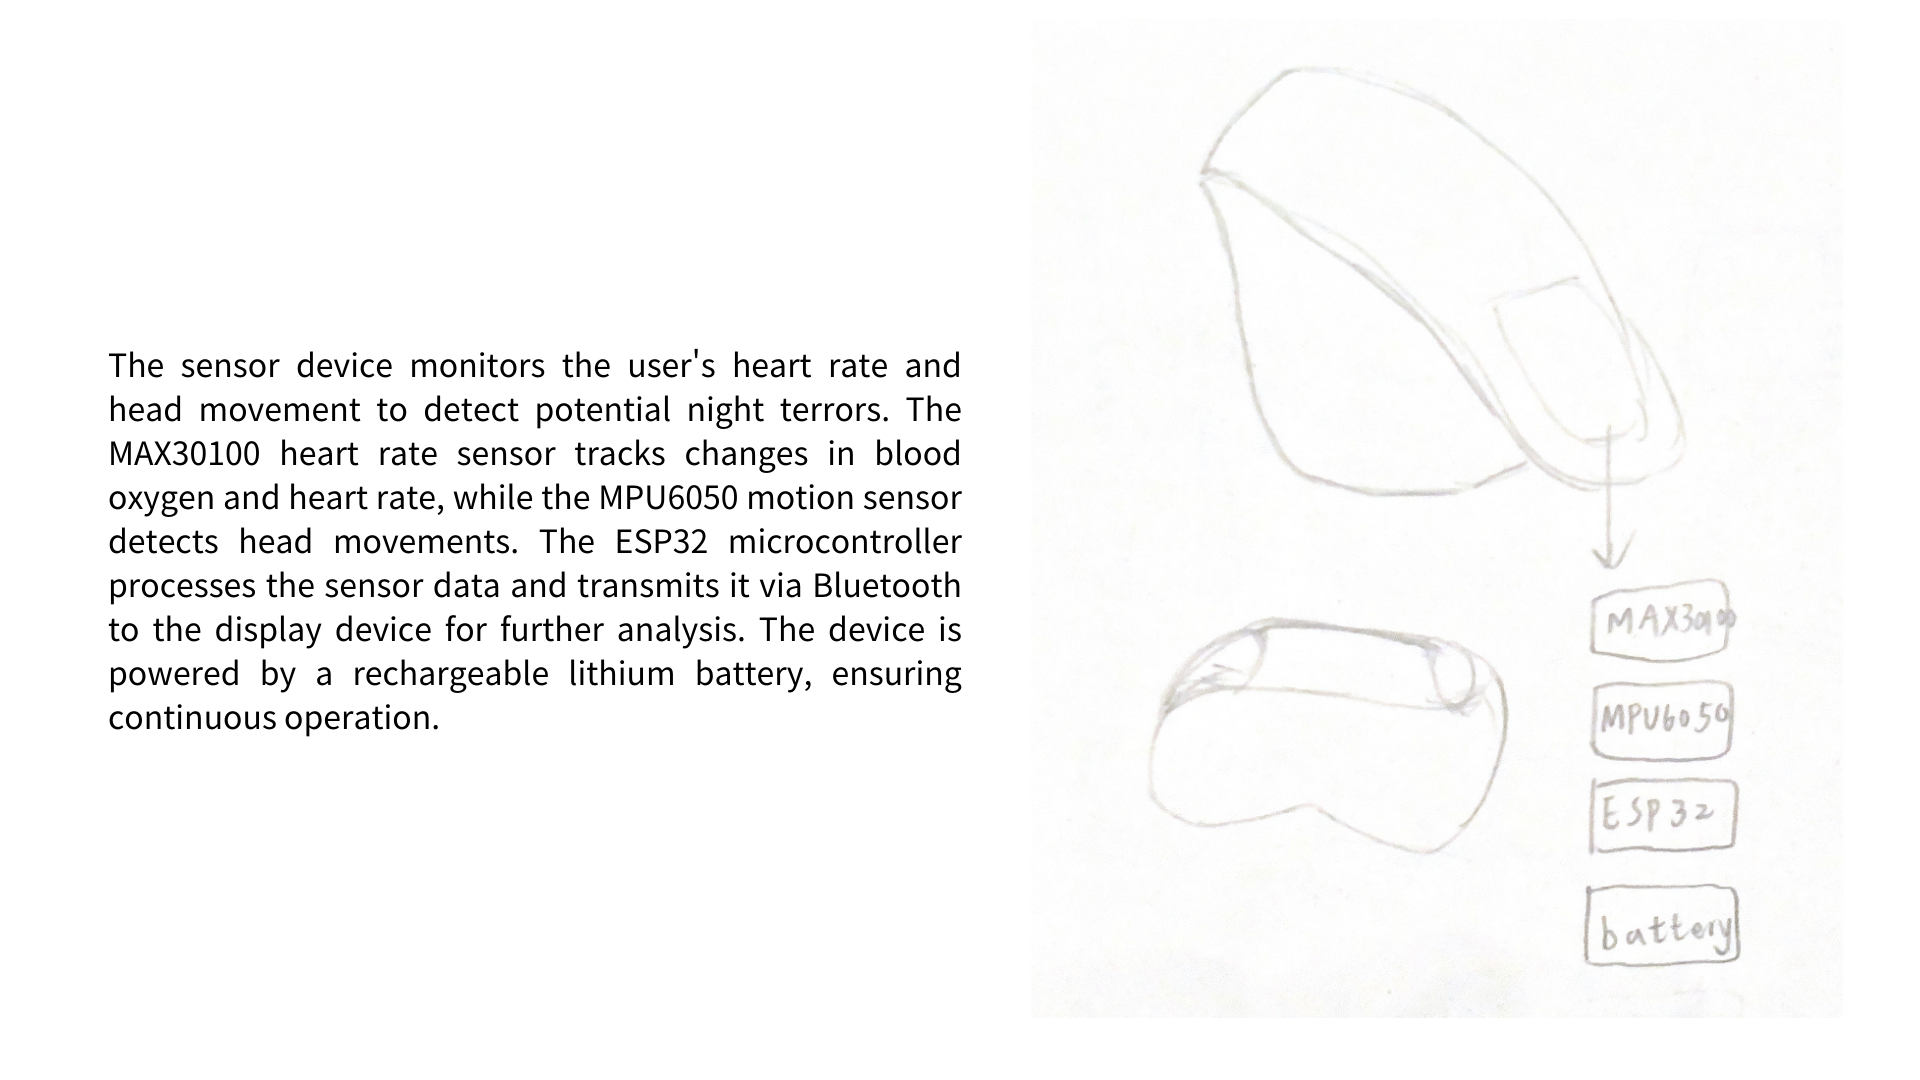 The sensor device monitors the user's heart rate and
head movement to detect potential night terrors. The
MAX30100 heart rate sensor tracks changes in blood
oxygen and heart rate, while the MPU6050 motion sensor
detects head movements. The ESP32 microcontroller
processes the sensor data and transmits it via Bluetooth
to the display device for further analysis. The device is
powered by a rechargeable lithium battery, ensuring
continuous operation.
MAX30100
MPU6050
ESP32
battery